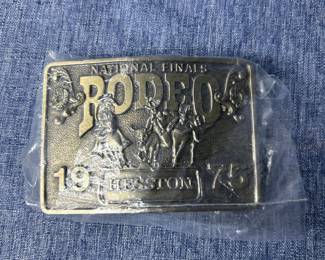 NATIONAL FINALS
RODEO
19 75
HESSTON